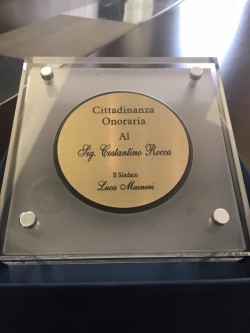 Cittadinanza
Onoraria
Al
Sig. Costantino Rocca
Il Sindaco
Luca Masneri